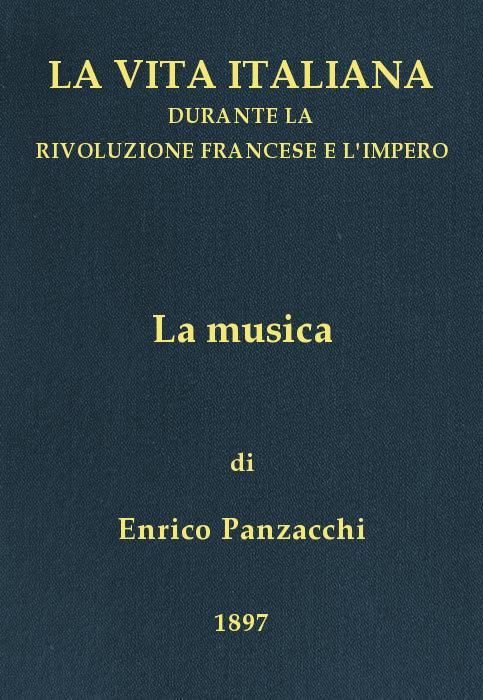 LA VITA ITALIANA
DURANTE LA
RIVOLUZIONE FRANCESE E L'IMPERO
La musica
di
Enrico Panzacchi
1897